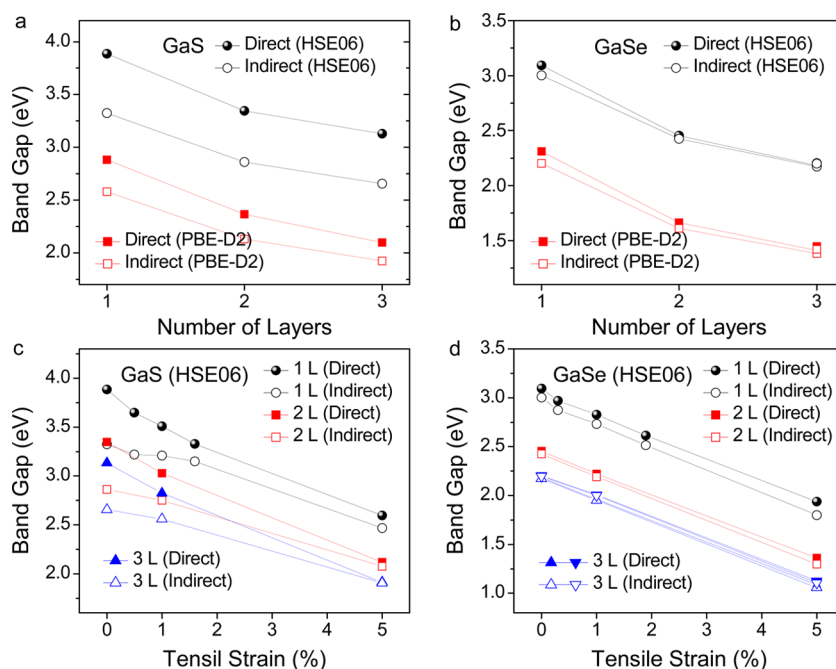 a
GaS
Direct (HSE06)
Indirect (HSE06)
4.0
3.5
3.0
2.5
2.0
Band Gap (eV)
Direct (PBE-D2)
Indirect (PBE-D2)
1
2
3
Number of Layers
b
GaSe
Direct (HSE06)
Indirect (HSE06)
3.5
3.0
2.5
2.0
1.5
Band Gap (eV)
Direct (PBE-D2)
Indirect (PBE-D2)
1
2
3
Number of Layers
c
GaS (HSE06)
1 L (Direct)
1 L (Indirect)
2 L (Direct)
2 L (Indirect)
4.0
3.5
3.0
2.5
2.0
Band Gap (eV)
3 L (Direct)
3 L (Indirect)
0
1
2
3
4
5
Tensil Strain (%)
d
GaSe (HSE06)
1 L (Direct)
1 L (Indirect)
2 L (Direct)
2 L (Indirect)
3.5
3.0
2.5
2.0
1.5
1.0
Band Gap (eV)
3 L (Direct)
3 L (Indirect)
0
1
2
3
4
5
Tensile Strain (%)